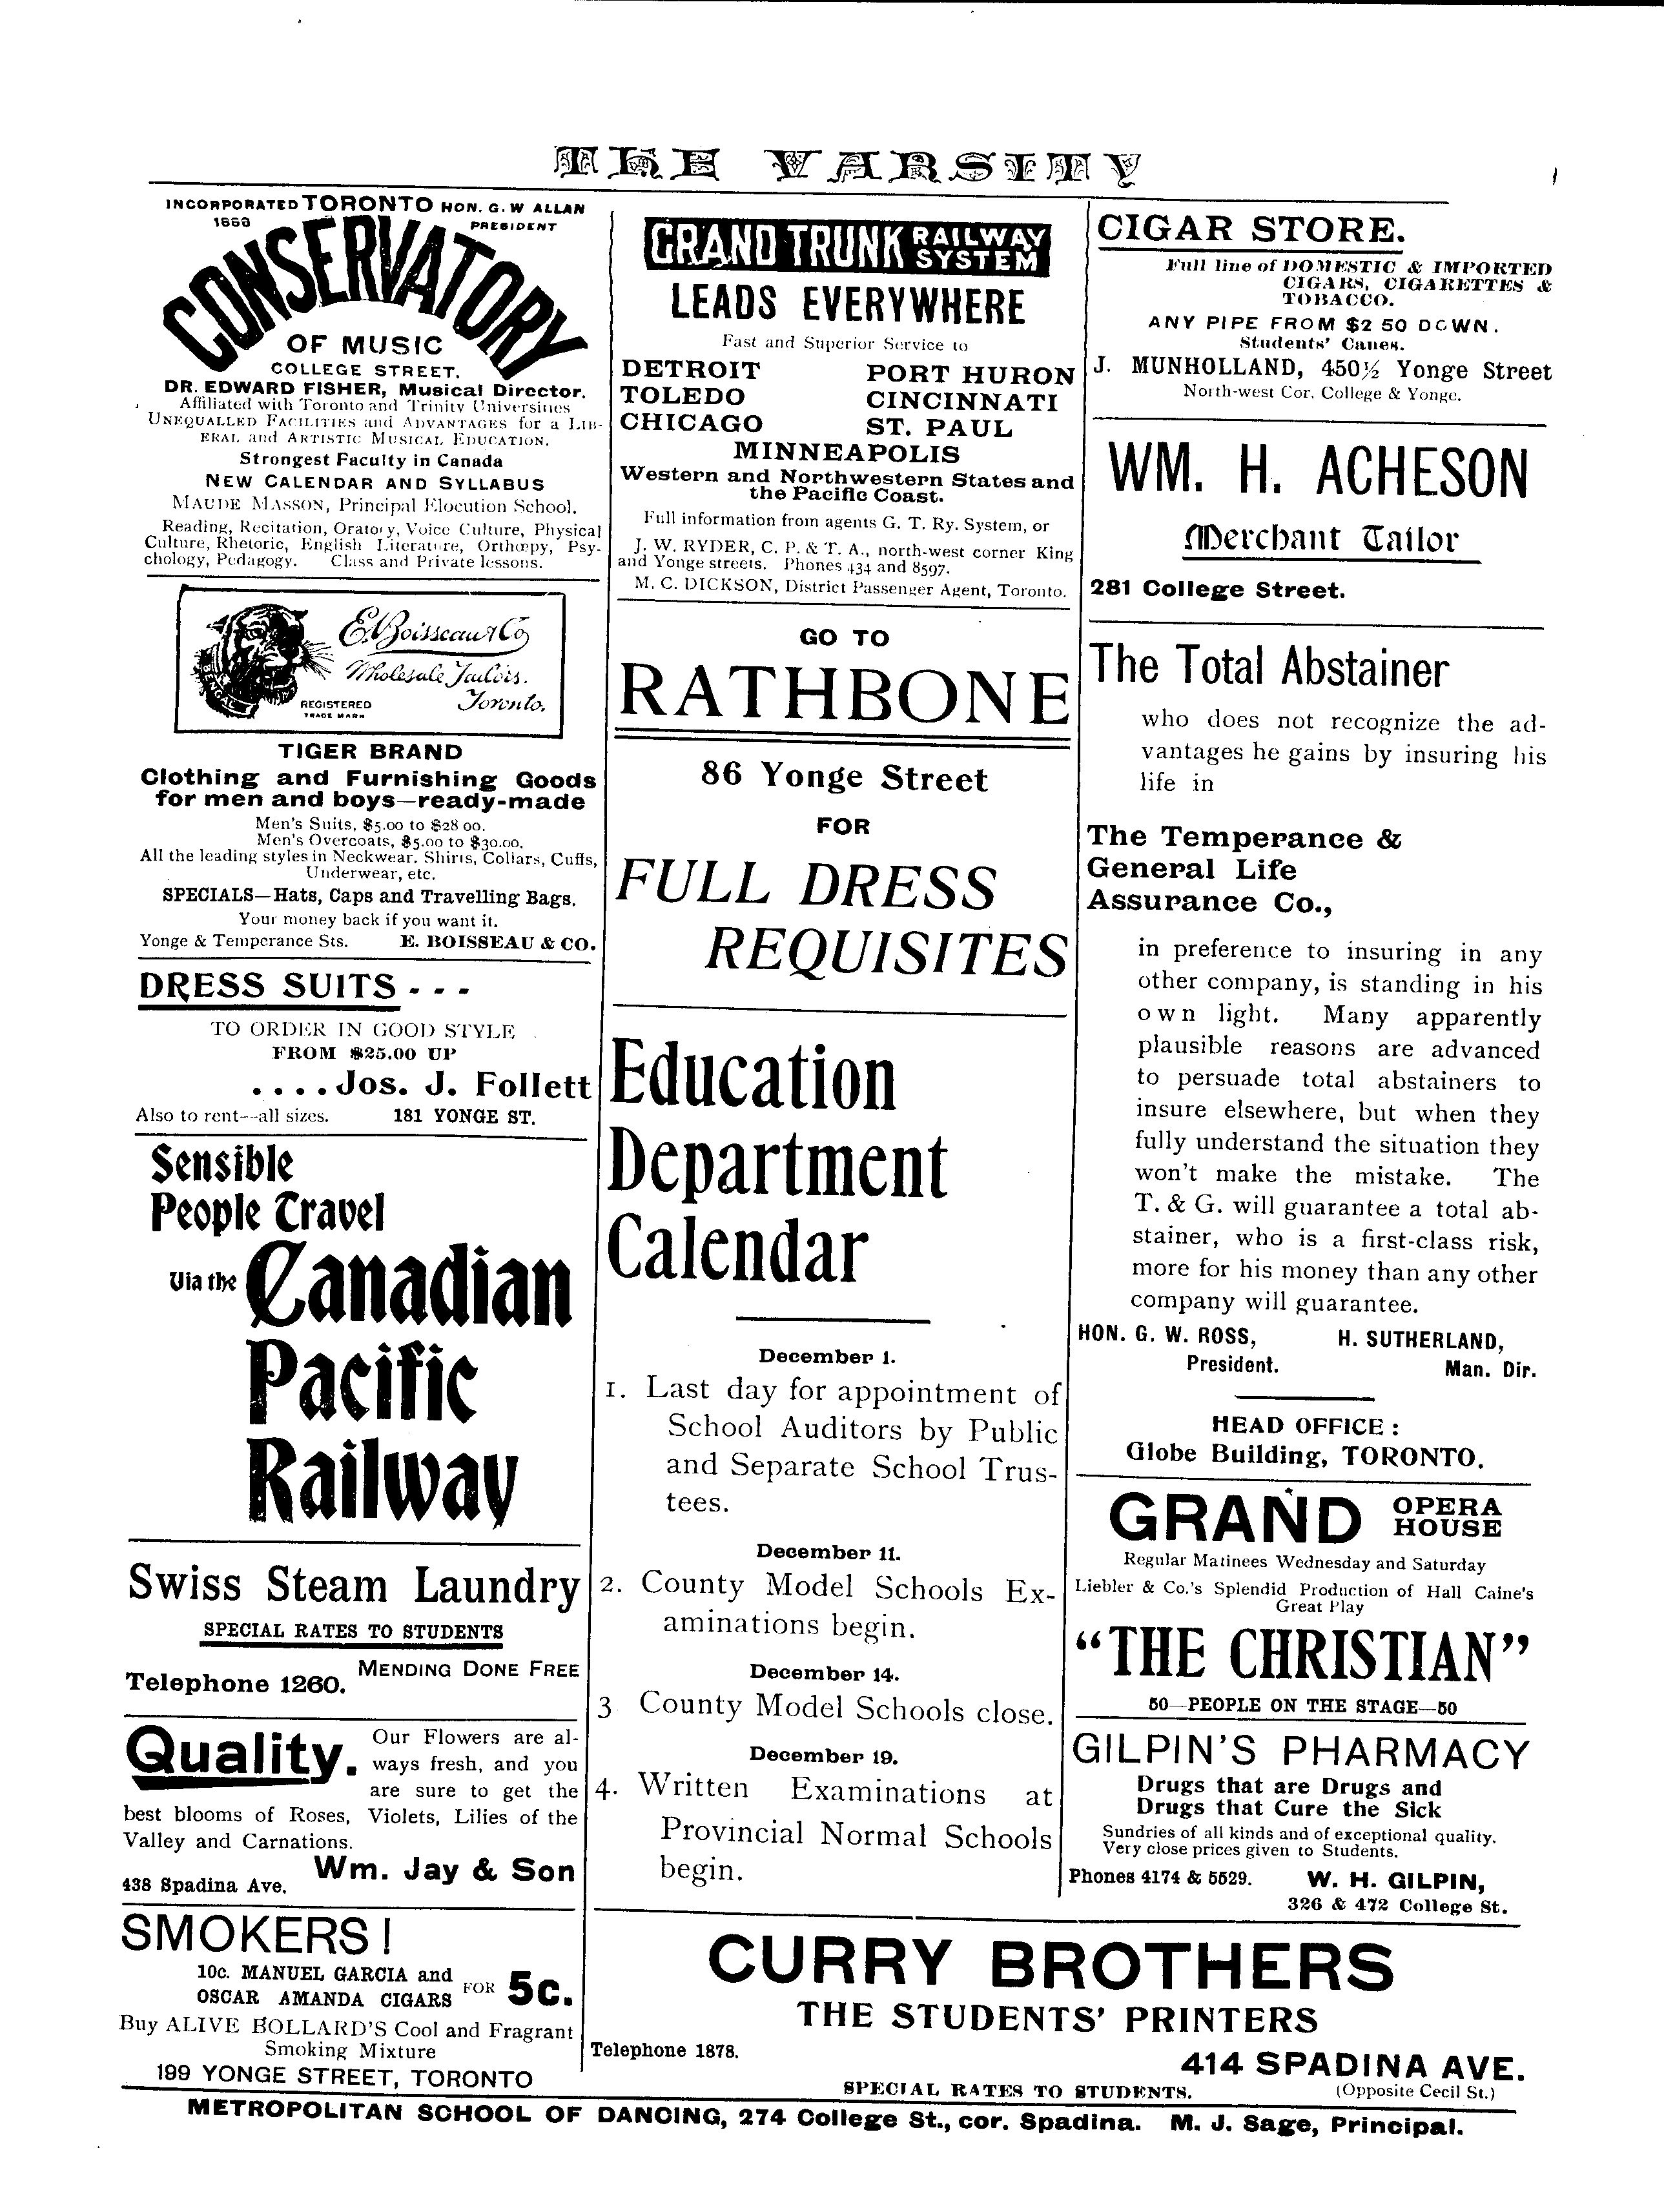 THE VARSITY
INCORPORATED TORONTO HON. G. W ALLAN
PRESIDENT
CONSERVATORY
OF MUSIC
COLLEGE STREET.
DR. EDWARD FISHER, Musical Director.
Affiliated with Toronto and Trinity Universities
UNEQUALLED FACILITIES and ADVANTAGES for a LIB-
ERAL and ARTISTIC MUSICAL EDUCATION.
Strongest Faculty in Canada
NEW CALENDAR AND SYLLABUS
MAUDE MASSON, Principal Elocution School.
Reading, Recitation, Oratory, Voice Culture, Physical
Culture, Rhetoric, English Literature, Orthœpy, Psy-
chology, Pedagogy. Class and Private lessons.
E. Boisseau & Co
Wholesale Tailors.
Toronto.
BENGAL
REGISTERED
TRADE MARK
TIGER BRAND
Clothing and Furnishing Goods
for men and boys—ready-made
Men's Suits, $5.00 to $28 00.
Men's Overcoats, $5.00 to $30.00.
All the leading styles in Neckwear, Shirts, Collars, Cuffs,
Underwear, etc.
SPECIALS—Hats, Caps and Travelling Bags.
Your money back if you want it.
Yonge & Temperance Sts. E. BOISSEAU & CO.
DRESS SUITS - - -
TO ORDER IN GOOD STYLE
FROM $25.00 UP
....Jos. J. Follett
Also to rent--all sizes. 181 YONGE ST.
Sensible
People Travel
Via the Canadian
Pacific
Railway
Swiss Steam Laundry
SPECIAL RATES TO STUDENTS
MENDING DONE FREE
Telephone 1260.
Quality. Our Flowers are al-
ways fresh, and you
are sure to get the
best blooms of Roses, Violets, Lilies of the
Valley and Carnations.
Wm. Jay & Son
438 Spadina Ave.
SMOKERS!
10c. MANUEL GARCIA and
OSCAR AMANDA CIGARS FOR 5c.
Buy ALIVE BOLLARD'S Cool and Fragrant
Smoking Mixture
199 YONGE STREET, TORONTO
GRAND TRUNK RAILWAY
SYSTEM
LEADS EVERYWHERE
Fast and Superior Service to
DETROIT PORT HURON
TOLEDO CINCINNATI
CHICAGO ST. PAUL
MINNEAPOLIS
Western and Northwestern States and
the Pacific Coast.
Full information from agents G. T. Ry. System, or
J. W. RYDER, C. P. & T. A., north-west corner King
and Yonge streets. Phones 434 and 8597.
M. C. DICKSON, District Passenger Agent, Toronto.
GO TO
RATHBONE
86 Yonge Street
FOR
FULL DRESS
REQUISITES
Education
Department
Calendar
December 1.
1. Last day for appointment of
School Auditors by Public
and Separate School Trus-
tees.
December 11.
2. County Model Schools Ex-
aminations begin.
December 14.
3 County Model Schools close.
December 19.
4. Written Examinations at
Provincial Normal Schools
begin.
CIGAR STORE.
Full line of DOMESTIC & IMPORTED
CIGARS, CIGARETTES &
TOBACCO.
ANY PIPE FROM $2 50 DOWN.
Students' Canes.
J. MUNHOLLAND, 450½ Yonge Street
North-west Cor. College & Yonge.
WM. H. ACHESON
Merchant Tailor
281 College Street.
The Total Abstainer
who does not recognize the ad-
vantages he gains by insuring his
life in
The Temperance &
General Life
Assurance Co.,
in preference to insuring in any
other company, is standing in his
own light. Many apparently
plausible reasons are advanced
to persuade total abstainers to
insure elsewhere, but when they
fully understand the situation they
won't make the mistake. The
T. & G. will guarantee a total ab-
stainer, who is a first-class risk,
more for his money than any other
company will guarantee.
HON. G. W. ROSS, H. SUTHERLAND,
President. Man. Dir.
HEAD OFFICE :
Globe Building, TORONTO.
GRAND OPERA
HOUSE
Regular Matinees Wednesday and Saturday
Liebler & Co.'s Splendid Production of Hall Caine's
Great Play
"THE CHRISTIAN"
50—PEOPLE ON THE STAGE—50
GILPIN'S PHARMACY
Drugs that are Drugs and
Drugs that Cure the Sick
Sundries of all kinds and of exceptional quality.
Very close prices given to Students.
Phones 4174 & 5529. W. H. GILPIN,
326 & 472 College St.
CURRY BROTHERS
THE STUDENTS' PRINTERS
Telephone 1878.
414 SPADINA AVE.
SPECIAL RATES TO STUDENTS. (Opposite Cecil St.)
METROPOLITAN SCHOOL OF DANCING, 274 College St., cor. Spadina. M. J. Sage, Principal.